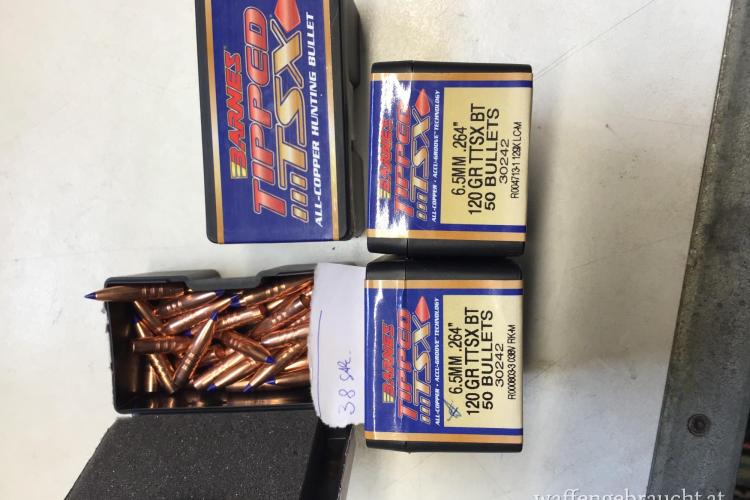 BARNES
TIPPED
TSX
ALL-COPPER HUNTING BULLET
BARNES
TIPPED
TSX
ALL-COPPER • ACCU-GROOVE™ TECHNOLOGY
6.5MM .264"
120 GR TTSX BT
50 BULLETS
30242
BARNES
TIPPED
TSX
ALL-COPPER • ACCU-GROOVE™ TECHNOLOGY
6.5MM .264"
120 GR TTSX BT
50 BULLETS
30242
38 Stk.
waffengebraucht.at